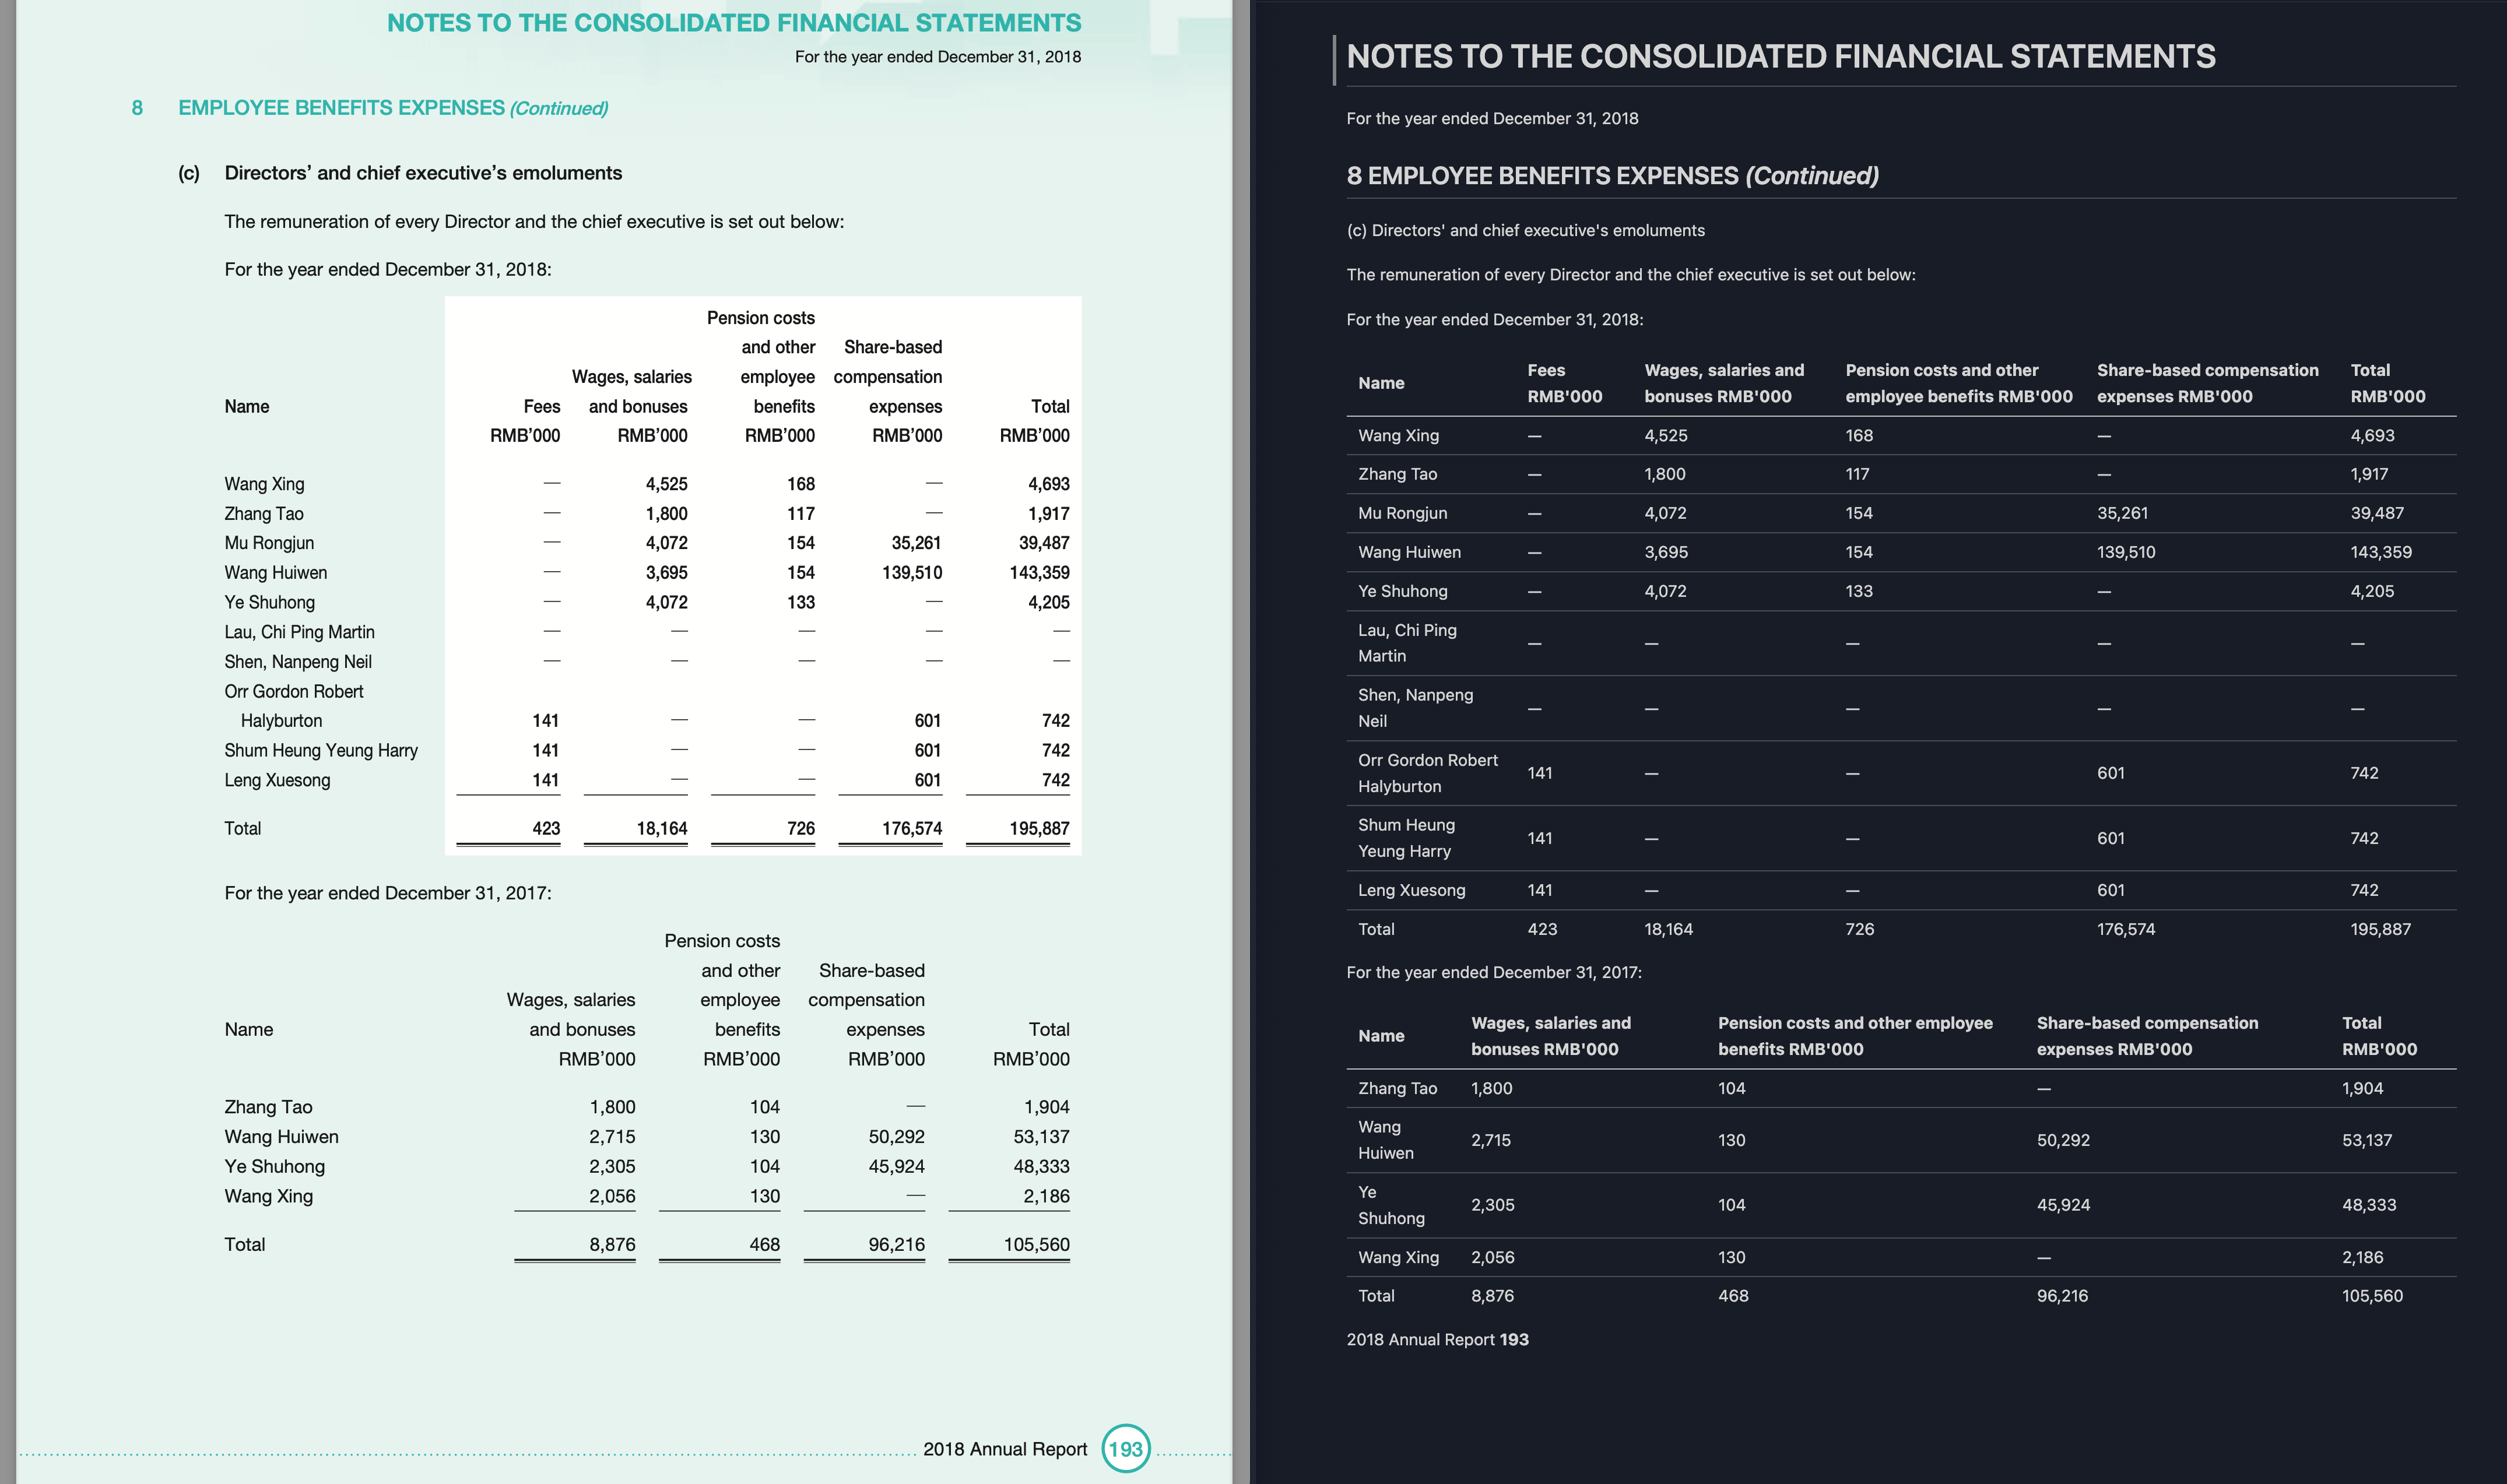 NOTES TO THE CONSOLIDATED FINANCIAL STATEMENTS
For the year ended December 31, 2018
8 EMPLOYEE BENEFITS EXPENSES (Continued)
(c) Directors’ and chief executive’s emoluments
The remuneration of every Director and the chief executive is set out below:
For the year ended December 31, 2018:
Pension costs
and other Share-based
Wages, salaries employee compensation
Name Fees and bonuses benefits expenses Total
RMB’000 RMB’000 RMB’000 RMB’000 RMB’000
Wang Xing — 4,525 168 — 4,693
Zhang Tao — 1,800 117 — 1,917
Mu Rongjun — 4,072 154 35,261 39,487
Wang Huiwen — 3,695 154 139,510 143,359
Ye Shuhong — 4,072 133 — 4,205
Lau, Chi Ping Martin — — — — —
Shen, Nanpeng Neil — — — — —
Orr Gordon Robert
Halyburton 141 — — 601 742
Shum Heung Yeung Harry 141 — — 601 742
Leng Xuesong 141 — — 601 742
Total 423 18,164 726 176,574 195,887
For the year ended December 31, 2017:
Pension costs
and other Share-based
Wages, salaries employee compensation
Name and bonuses benefits expenses Total
RMB’000 RMB’000 RMB’000 RMB’000
Zhang Tao 1,800 104 — 1,904
Wang Huiwen 2,715 130 50,292 53,137
Ye Shuhong 2,305 104 45,924 48,333
Wang Xing 2,056 130 — 2,186
Total 8,876 468 96,216 105,560
2018 Annual Report 193
NOTES TO THE CONSOLIDATED FINANCIAL STATEMENTS
For the year ended December 31, 2018
8 EMPLOYEE BENEFITS EXPENSES (Continued)
(c) Directors' and chief executive's emoluments
The remuneration of every Director and the chief executive is set out below:
For the year ended December 31, 2018:
Fees Wages, salaries and Pension costs and other Share-based compensation Total
Name
RMB'000 bonuses RMB'000 employee benefits RMB'000 expenses RMB'000 RMB'000
Wang Xing — 4,525 168 — 4,693
Zhang Tao — 1,800 117 — 1,917
Mu Rongjun — 4,072 154 35,261 39,487
Wang Huiwen — 3,695 154 139,510 143,359
Ye Shuhong — 4,072 133 — 4,205
Lau, Chi Ping
Martin — — — — —
Shen, Nanpeng
Neil — — — — —
Orr Gordon Robert
Halyburton 141 — — 601 742
Shum Heung
Yeung Harry 141 — — 601 742
Leng Xuesong 141 — — 601 742
Total 423 18,164 726 176,574 195,887
For the year ended December 31, 2017:
Wages, salaries and Pension costs and other employee Share-based compensation Total
Name
bonuses RMB'000 benefits RMB'000 expenses RMB'000 RMB'000
Zhang Tao 1,800 104 — 1,904
Wang
Huiwen 2,715 130 50,292 53,137
Ye
Shuhong 2,305 104 45,924 48,333
Wang Xing 2,056 130 — 2,186
Total 8,876 468 96,216 105,560
2018 Annual Report 193